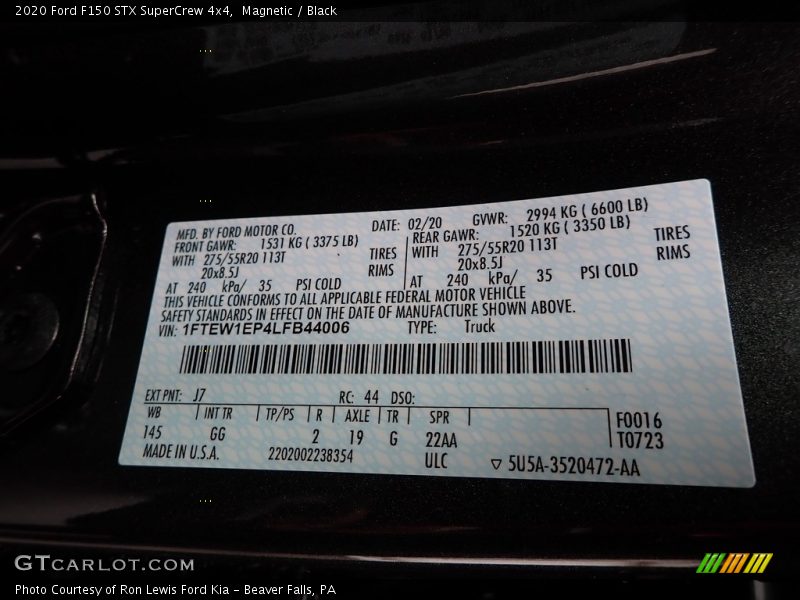 2020 Ford F150 STX SuperCrew 4x4,  Magnetic / Black
MFD. BY FORD MOTOR CO. DATE: 02/20 GVWR: 2994 KG ( 6600 LB)
FRONT GAWR: 1531 KG ( 3375 LB) REAR GAWR: 1520 KG ( 3350 LB)
WITH 275/55R20 113T TIRES WITH 275/55R20 113T TIRES
20x8.5J RIMS 20x8.5J RIMS
AT 240 kPa/ 35 PSI COLD AT 240 kPa/ 35 PSI COLD
THIS VEHICLE CONFORMS TO ALL APPLICABLE FEDERAL MOTOR VEHICLE
SAFETY STANDARDS IN EFFECT ON THE DATE OF MANUFACTURE SHOWN ABOVE.
VIN: 1FTEW1EP4LFB44006 TYPE: Truck
EXT PNT: J7 RC: 44 DSO:
WB INT TR TP/PS R AXLE TR SPR F0016
145 GG 2 19 G 22AA T0723
MADE IN U.S.A. 2202002238354 ULC ▽ 5U5A-3520472-AA
GTCARLOT.COM
Photo Courtesy of Ron Lewis Ford Kia – Beaver Falls, PA